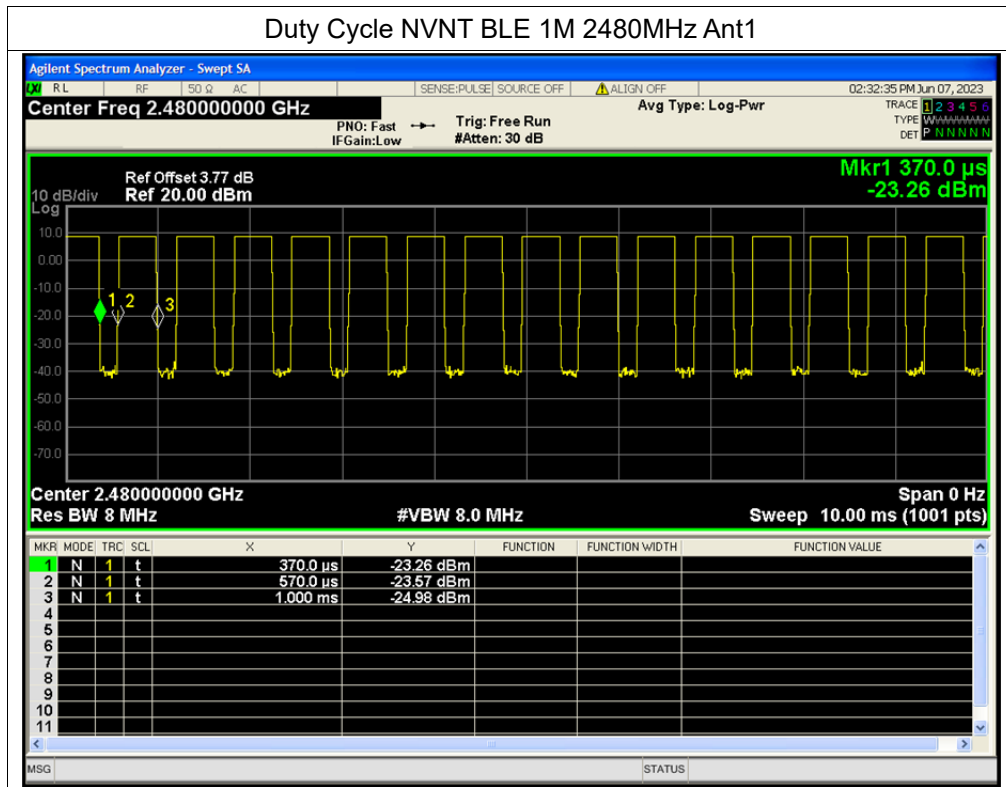 Duty Cycle NVNT BLE 1M 2480MHz Ant1
Agilent Spectrum Analyzer - Swept SA
LXI RL RF 50 Ω AC SENSE:PULSE SOURCE OFF ALIGN OFF 02:32:35 PM Jun 07, 2023
Center Freq 2.480000000 GHz Avg Type: Log-Pwr TRACE 1 2 3 4 5 6
PNO: Fast Trig: Free Run TYPE WWWWWW
IFGain:Low #Atten: 30 dB DET P N N N N N
Mkr1 370.0 µs
Ref Offset 3.77 dB
10 dB/div Ref 20.00 dBm -23.26 dBm
Log
10.0
0.00
-10.0
1 2 3
-20.0
-30.0
-40.0
-50.0
-60.0
-70.0
Center 2.480000000 GHz Span 0 Hz
Res BW 8 MHz #VBW 8.0 MHz Sweep 10.00 ms (1001 pts)
MKR MODE TRC SCL X Y FUNCTION FUNCTION WIDTH FUNCTION VALUE
1 N 1 t 370.0 µs -23.26 dBm
2 N 1 t 570.0 µs -23.57 dBm
3 N 1 t 1.000 ms -24.98 dBm
4
5
6
7
8
9
10
11
MSG STATUS